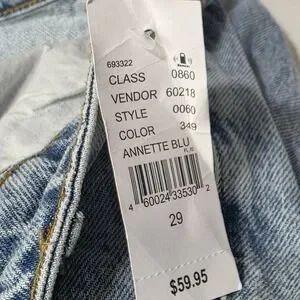 693322
CLASS 0860
VENDOR 60218
STYLE 0060
COLOR 349
ANNETTE BLU
4 60024 33530 2
29
$59.95